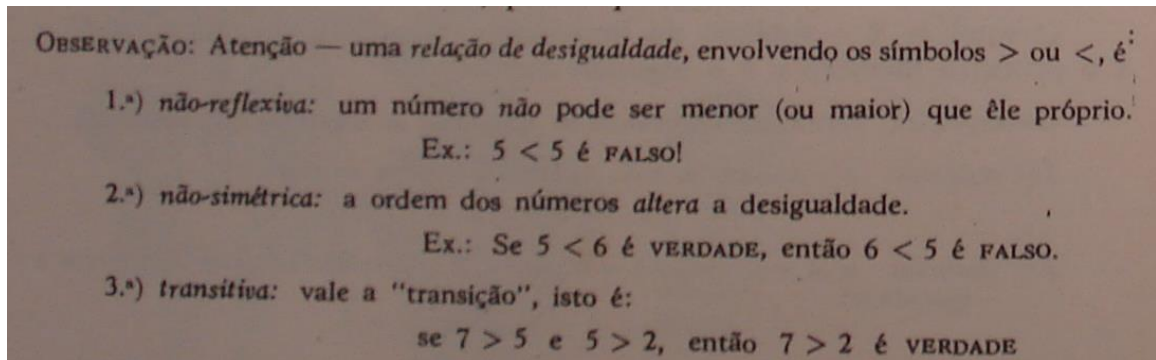 OBSERVAÇÃO: Atenção — uma relação de desigualdade, envolvendo os símbolos > ou <, é:
1.ª) não-reflexiva: um número não pode ser menor (ou maior) que êle próprio.
Ex.: 5 < 5 é FALSO!
2.ª) não-simétrica: a ordem dos números altera a desigualdade.
Ex.: Se 5 < 6 é VERDADE, então 6 < 5 é FALSO.
3.ª) transitiva: vale a "transição", isto é:
se 7 > 5 e 5 > 2, então 7 > 2 é VERDADE